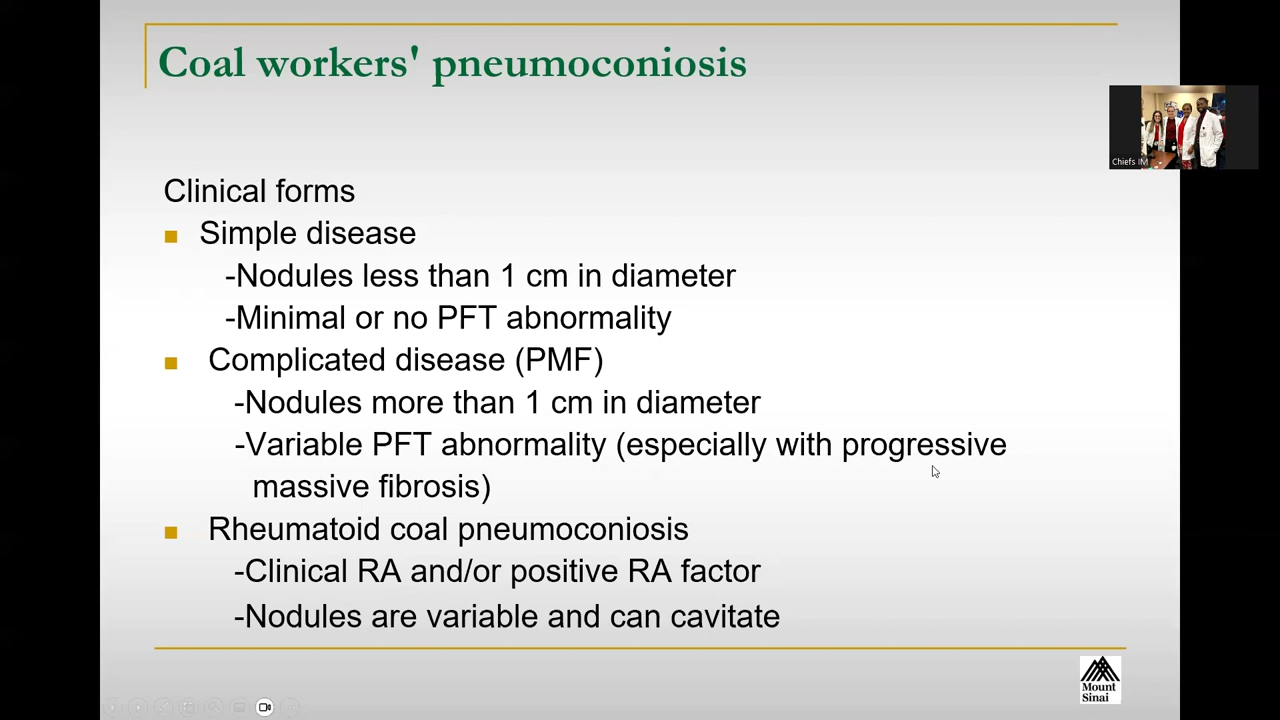 Coal workers' pneumoconiosis
Chiefs IM
Clinical forms
Simple disease
-Nodules less than 1 cm in diameter
-Minimal or no PFT abnormality
Complicated disease (PMF)
-Nodules more than 1 cm in diameter
-Variable PFT abnormality (especially with progressive
massive fibrosis)
Rheumatoid coal pneumoconiosis
-Clinical RA and/or positive RA factor
-Nodules are variable and can cavitate
Mount
Sinai